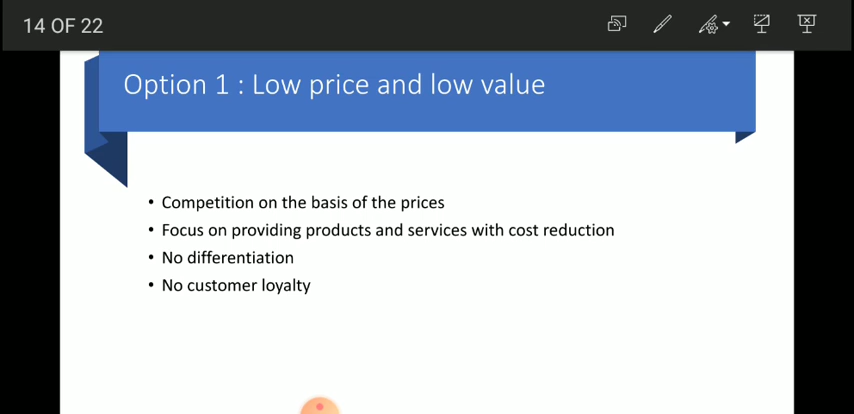 14 OF 22
Option 1 : Low price and low value
• Competition on the basis of the prices
• Focus on providing products and services with cost reduction
• No differentiation
• No customer loyalty